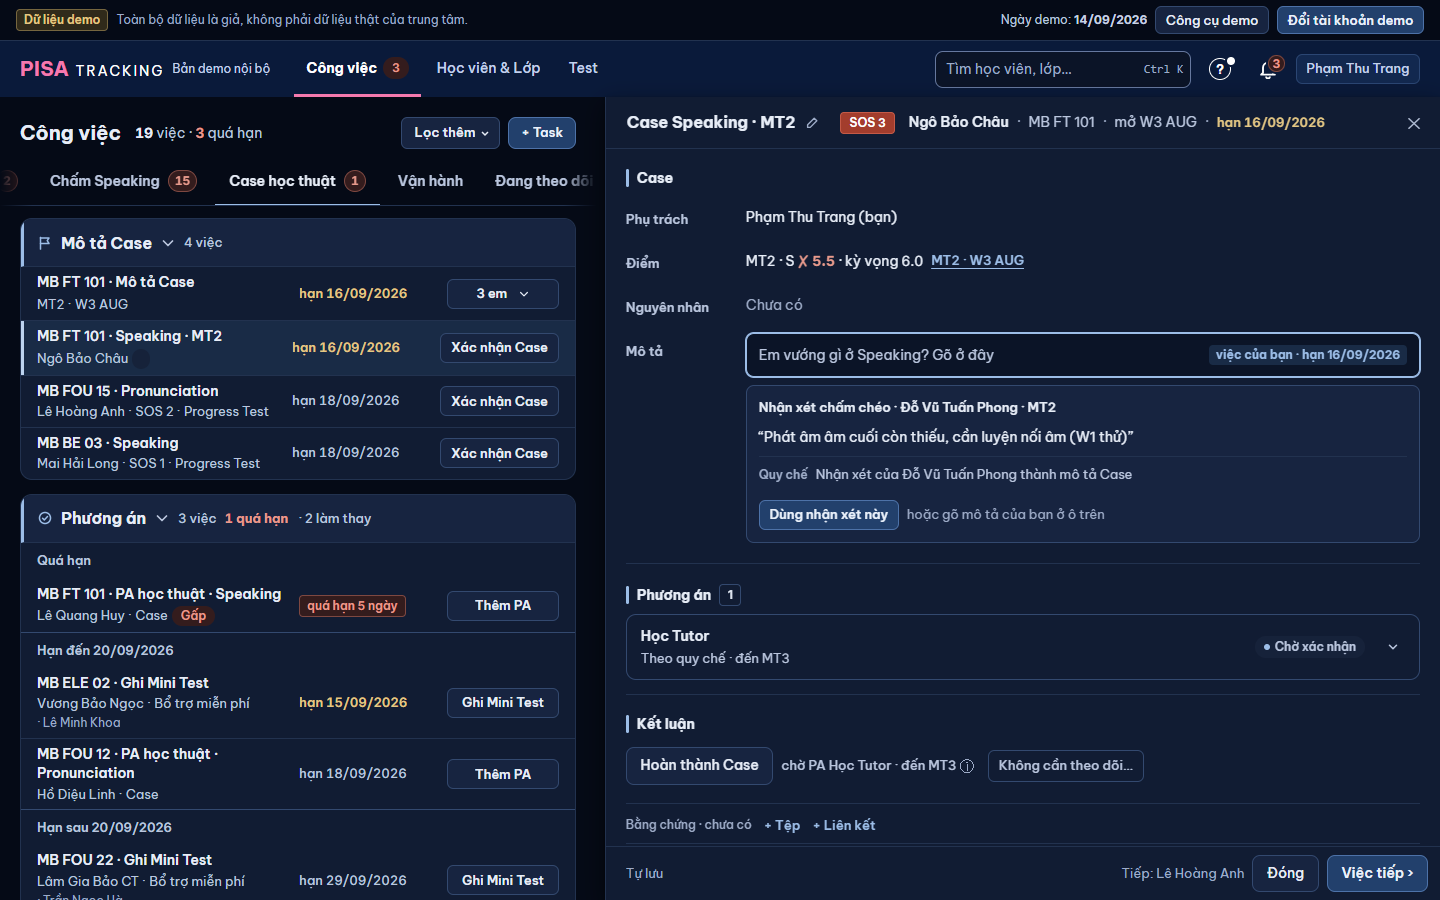 Dữ liệu demo Toàn bộ dữ liệu là giả, không phải dữ liệu thật của trung tâm. Ngày demo: 14/09/2026 Công cụ demo Đổi tài khoản demo
PISA TRACKING Bản demo nội bộ Công việc 3 Học viên & Lớp Test Tìm học viên, lớp... Ctrl K ? 3 Phạm Thu Trang
Công việc 19 việc · 3 quá hạn Lọc thêm + Task
2 Chấm Speaking 15 Case học thuật 1 Vận hành Đang theo dõi
Mô tả Case 4 việc
MB FT 101 · Mô tả Case
MT2 · W3 AUG
hạn 16/09/2026 3 em
MB FT 101 · Speaking · MT2
Ngô Bảo Châu
hạn 16/09/2026 Xác nhận Case
MB FOU 15 · Pronunciation
Lê Hoàng Anh · SOS 2 · Progress Test
hạn 18/09/2026 Xác nhận Case
MB BE 03 · Speaking
Mai Hải Long · SOS 1 · Progress Test
hạn 18/09/2026 Xác nhận Case
Phương án 3 việc 1 quá hạn · 2 làm thay
Quá hạn
MB FT 101 · PA học thuật · Speaking
Lê Quang Huy · Case Gấp
quá hạn 5 ngày Thêm PA
Hạn đến 20/09/2026
MB ELE 02 · Ghi Mini Test
Vương Bảo Ngọc · Bổ trợ miễn phí
· Lê Minh Khoa
hạn 15/09/2026 Ghi Mini Test
MB FOU 12 · PA học thuật ·
Pronunciation
Hồ Diệu Linh · Case
hạn 18/09/2026 Thêm PA
Hạn sau 20/09/2026
MB FOU 22 · Ghi Mini Test
Lâm Gia Bảo CT · Bổ trợ miễn phí
· Trần Ngọc Hà
hạn 29/09/2026 Ghi Mini Test
Case Speaking · MT2 SOS 3 Ngô Bảo Châu · MB FT 101 · mở W3 AUG · hạn 16/09/2026
Case
Phụ trách Phạm Thu Trang (bạn)
Điểm MT2 · S ✗ 5.5 · kỳ vọng 6.0 MT2 · W3 AUG
Nguyên nhân Chưa có
Mô tả Em vướng gì ở Speaking? Gõ ở đây việc của bạn · hạn 16/09/2026
Nhận xét chấm chéo · Đỗ Vũ Tuấn Phong · MT2
“Phát âm âm cuối còn thiếu, cần luyện nối âm (W1 thử)”
Quy chế Nhận xét của Đỗ Vũ Tuấn Phong thành mô tả Case
Dùng nhận xét này hoặc gõ mô tả của bạn ở ô trên
Phương án 1
Học Tutor
Theo quy chế · đến MT3
Chờ xác nhận
Kết luận
Hoàn thành Case chờ PA Học Tutor · đến MT3 Không cần theo dõi...
Bằng chứng · chưa có + Tệp + Liên kết
Tự lưu Tiếp: Lê Hoàng Anh Đóng Việc tiếp ›